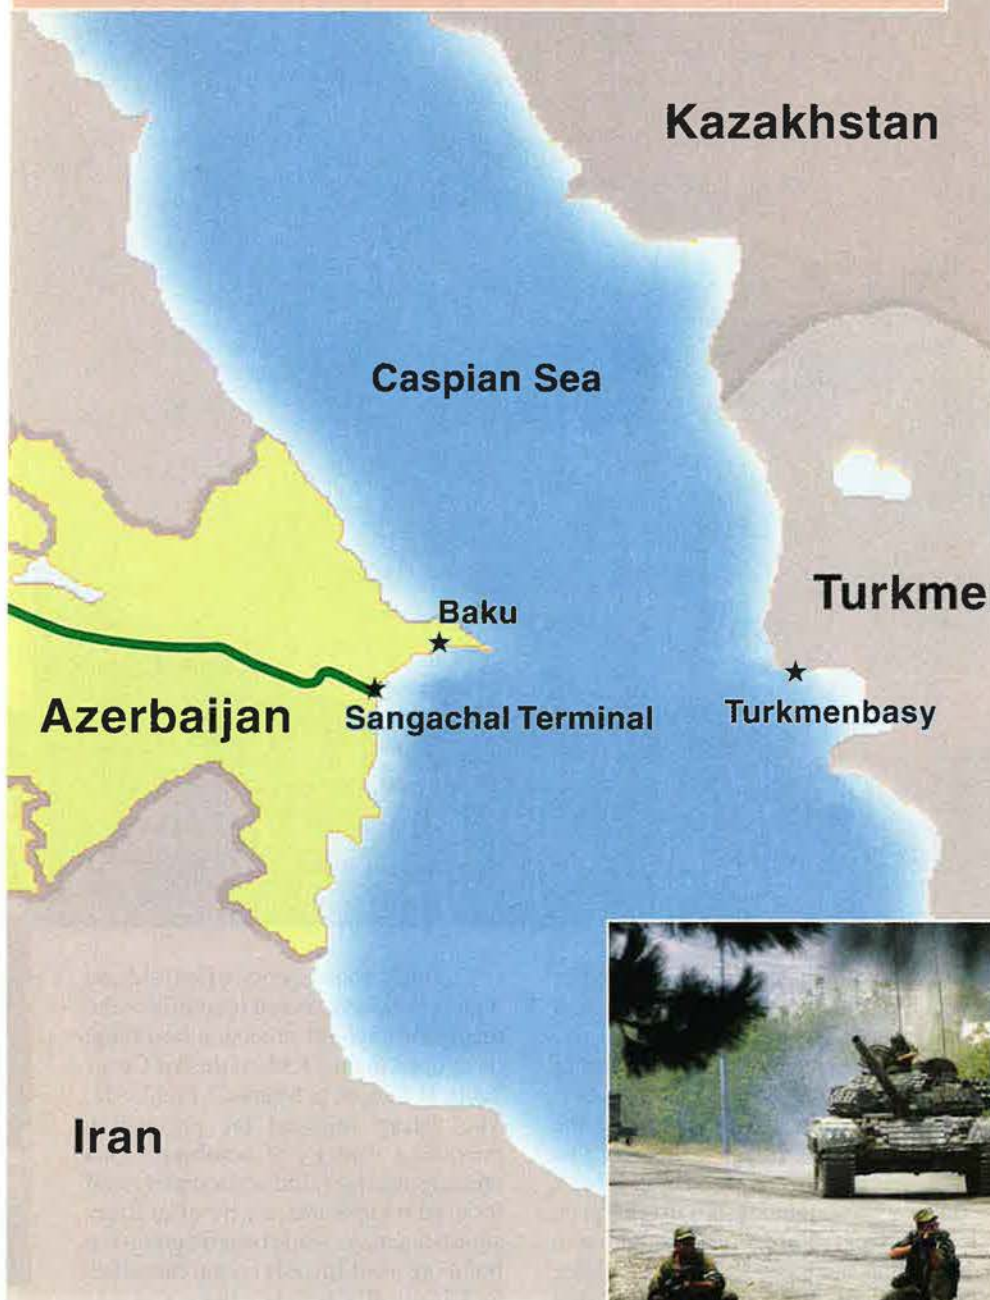 Kazakhstan
Caspian Sea
Turkme
Baku
Azerbaijan
Sangachal Terminal
Turkmenbasy
Iran